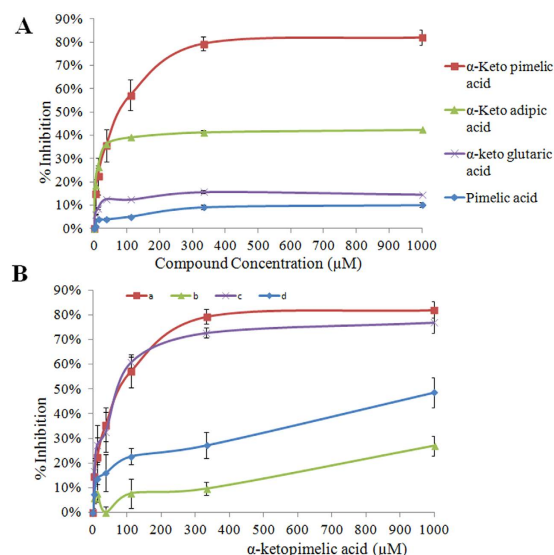 A
90%
80%
70%
60%
50%
40%
30%
20%
10%
0%
% Inhibition
0 100 200 300 400 500 600 700 800 900 1000
Compound Concentration (µM)
α-Keto pimelic
acid
α-Keto adipic
acid
α-keto glutaric
acid
Pimelic acid
B
a b c d
90%
80%
70%
60%
50%
40%
30%
20%
10%
0%
% Inhibition
0 100 200 300 400 500 600 700 800 900 1000
α-ketopimelic acid (µM)